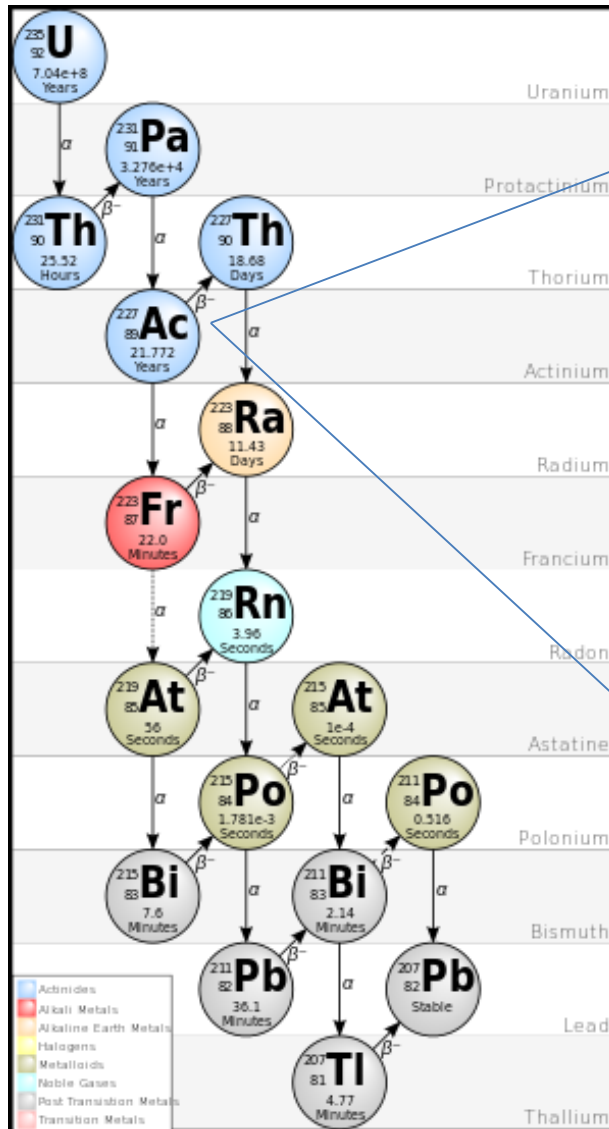 235
92
U
7.04e+8
Years
Uranium
α
231
91
Pa
3.276e+4
Years
Protactinium
β⁻
231
90
Th
25.52
Hours
α
227
90
Th
18.68
Days
Thorium
β⁻
227
89
Ac
21.772
Years
α
Actinium
α
223
88
Ra
11.43
Days
Radium
β⁻
223
87
Fr
22.0
Minutes
α
Francium
α
219
86
Rn
3.96
Seconds
Radon
β⁻
219
85
At
56
Seconds
α
215
85
At
1e-4
Seconds
Astatine
β⁻
α
215
84
Po
1.781e-3
Seconds
α
211
84
Po
0.516
Seconds
Polonium
β⁻
β⁻
215
83
Bi
7.6
Minutes
α
211
83
Bi
2.14
Minutes
α
Bismuth
β⁻
211
82
Pb
36.1
Minutes
α
207
82
Pb
Stable
Lead
β⁻
207
81
Tl
4.77
Minutes
Thallium
Actinides
Alkali Metals
Alkaline Earth Metals
Halogens
Metalloids
Noble Gases
Post Transistion Metals
Transition Metals